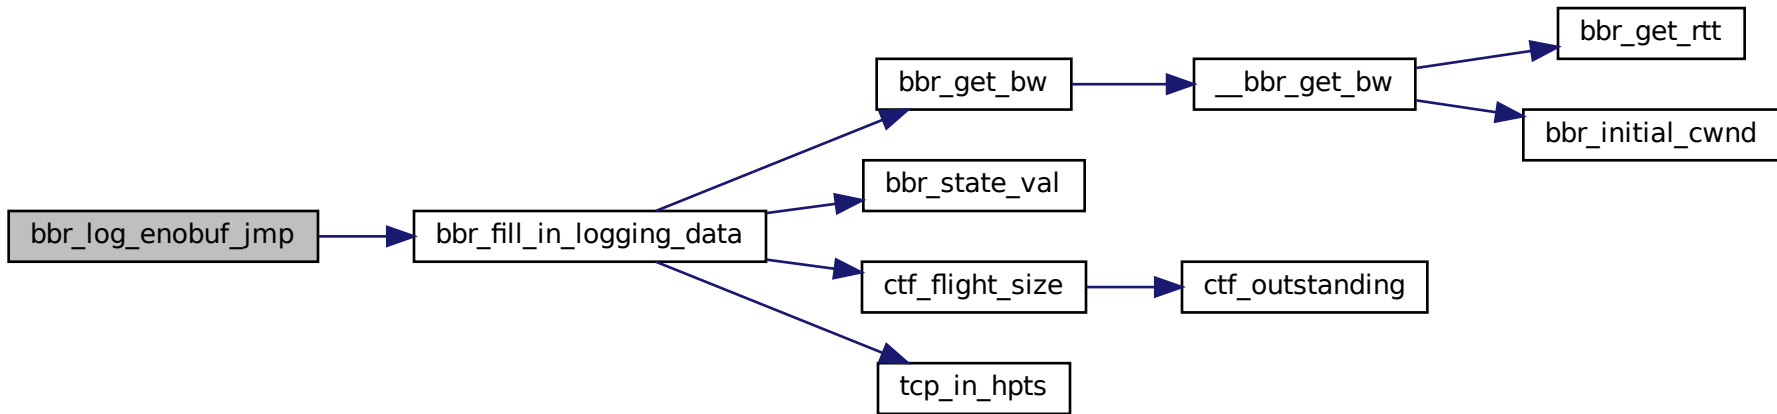 bbr_get_rtt
bbr_get_bw
__bbr_get_bw
bbr_initial_cwnd
bbr_state_val
bbr_log_enobuf_jmp
bbr_fill_in_logging_data
ctf_flight_size
ctf_outstanding
tcp_in_hpts